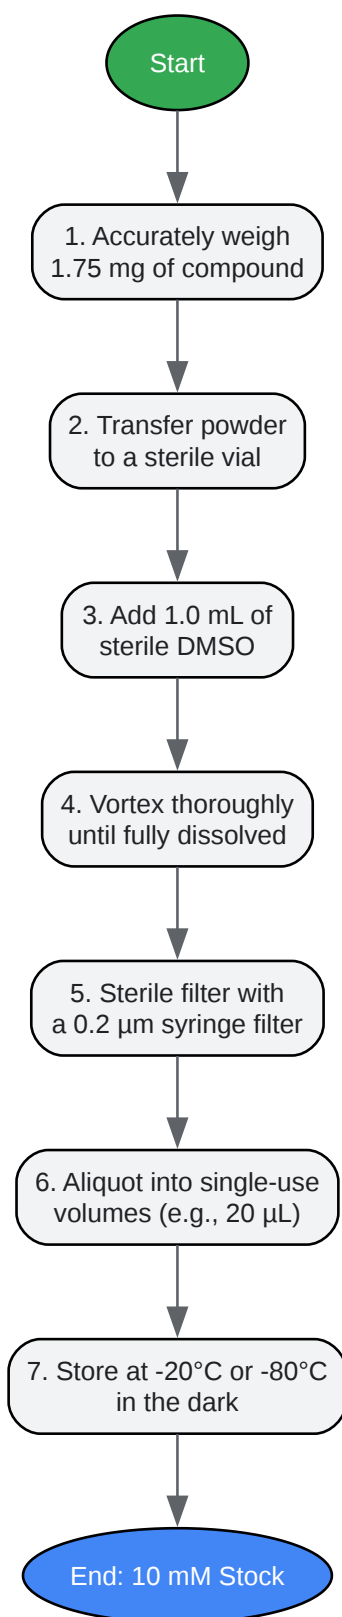 Start
1. Accurately weigh
1.75 mg of compound
2. Transfer powder
to a sterile vial
3. Add 1.0 mL of
sterile DMSO
4. Vortex thoroughly
until fully dissolved
5. Sterile filter with
a 0.2 µm syringe filter
6. Aliquot into single-use
volumes (e.g., 20 µL)
7. Store at -20°C or -80°C
in the dark
End: 10 mM Stock